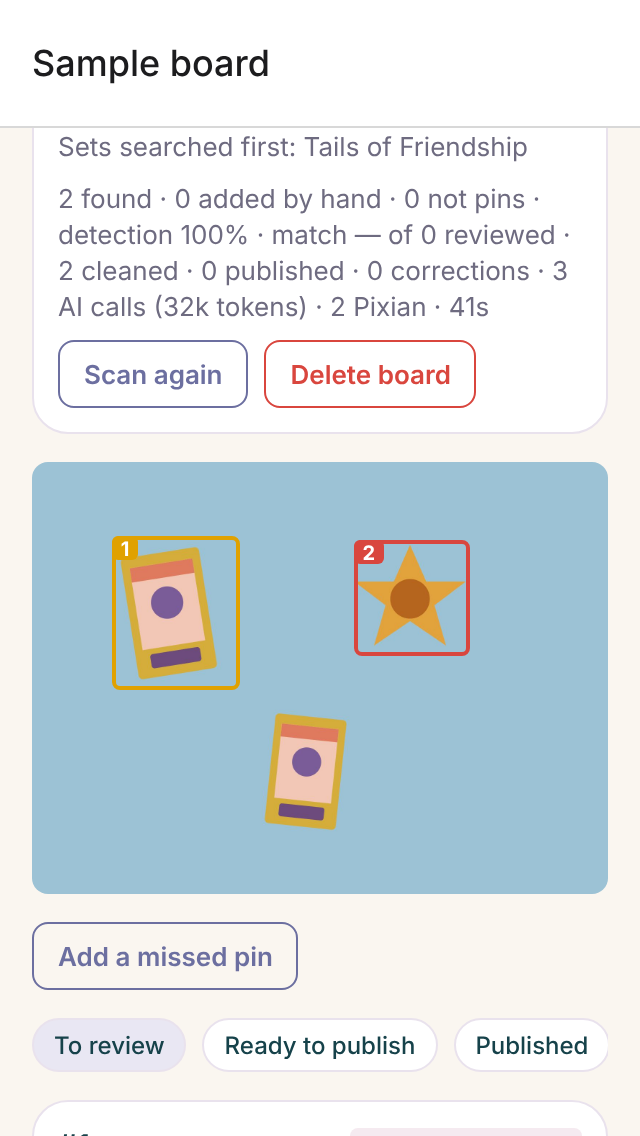 Sample board
Sets searched first: Tails of Friendship
2 found · 0 added by hand · 0 not pins ·
detection 100% · match — of 0 reviewed ·
2 cleaned · 0 published · 0 corrections · 3
AI calls (32k tokens) · 2 Pixian · 41s
Scan again
Delete board
1
2
Add a missed pin
To review
Ready to publish
Published